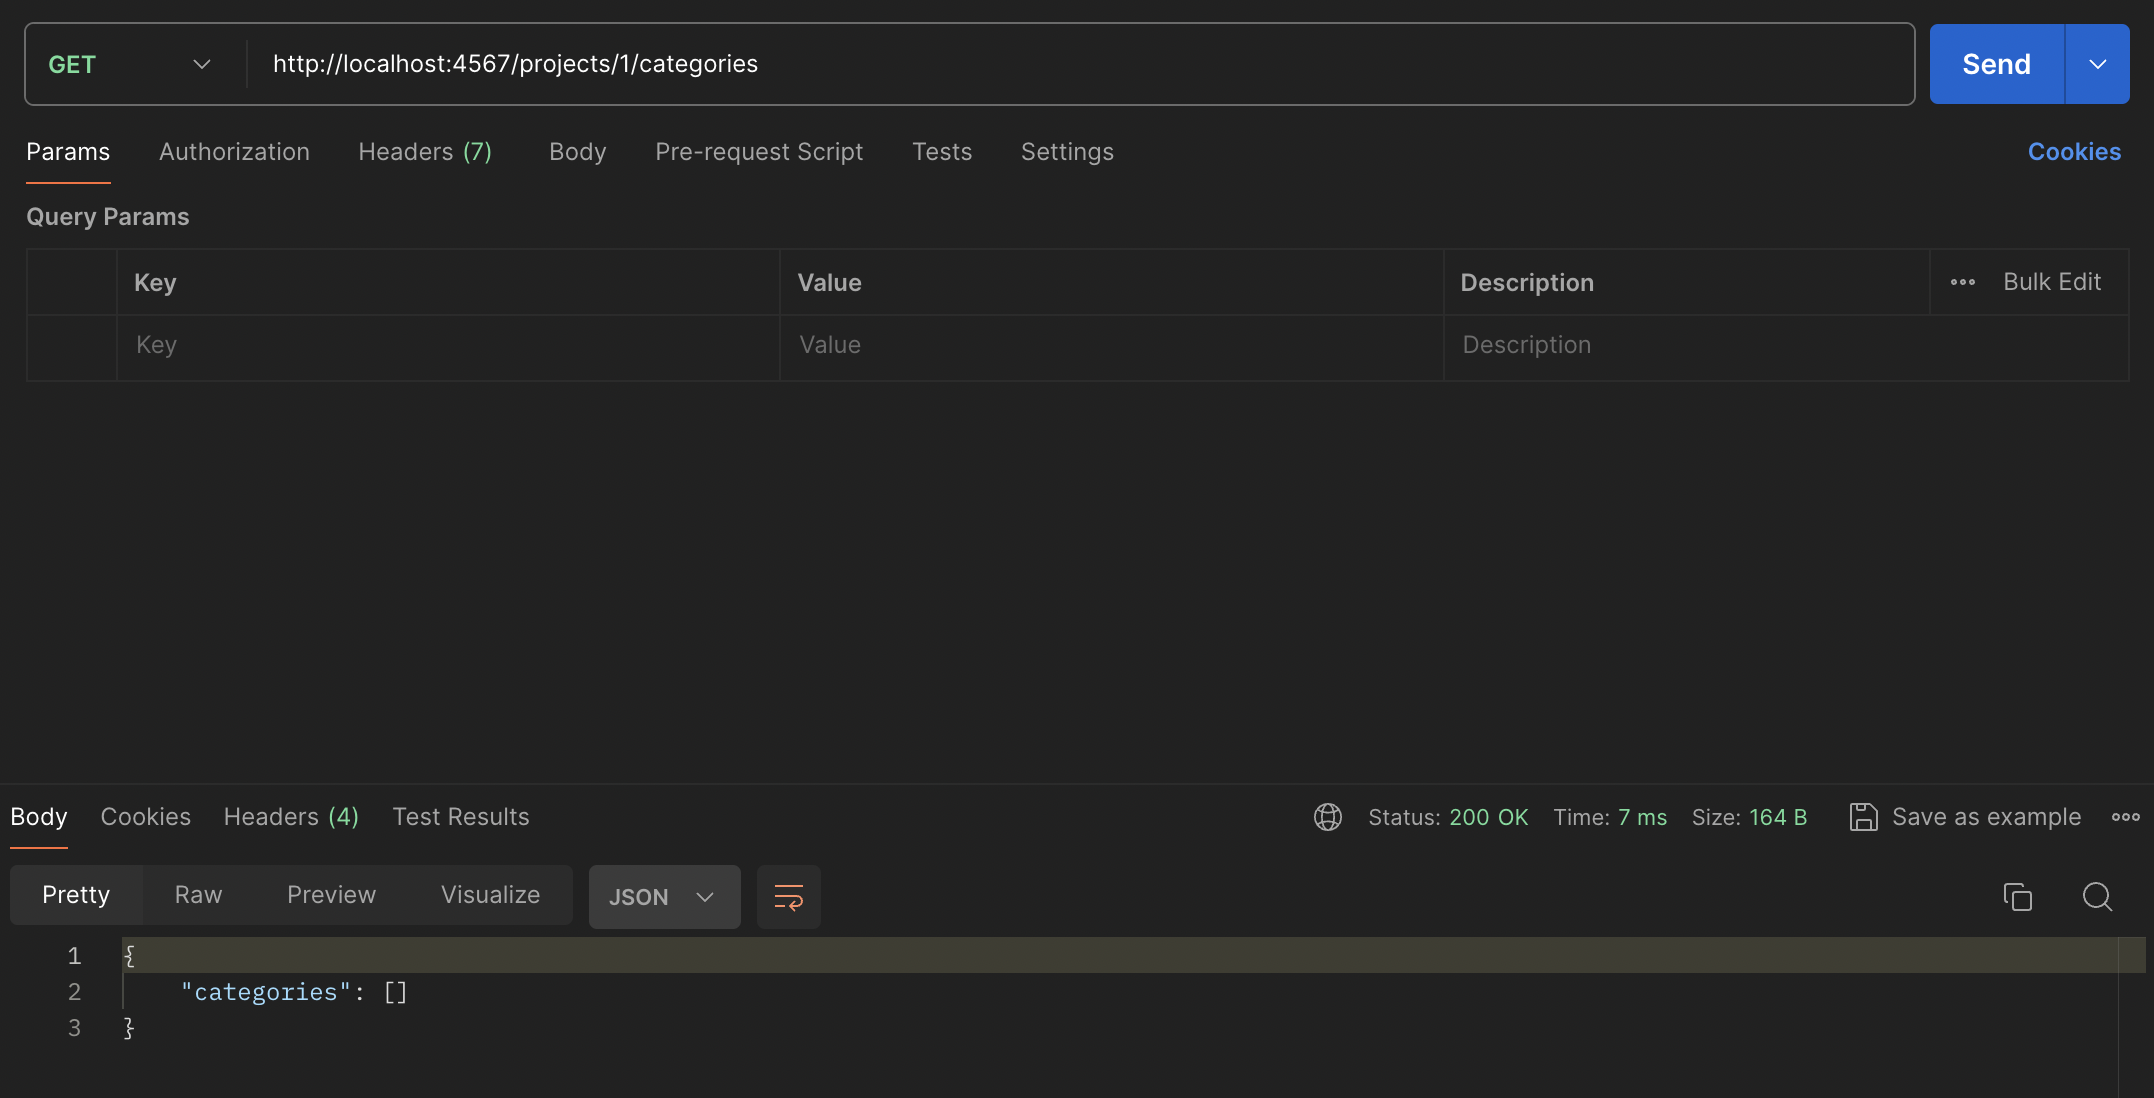 GET http://localhost:4567/projects/1/categories Send
Params Authorization Headers (7) Body Pre-request Script Tests Settings Cookies
Query Params
Key Value Description Bulk Edit
Key Value Description
Body Cookies Headers (4) Test Results Status: 200 OK Time: 7 ms Size: 164 B Save as example
Pretty Raw Preview Visualize JSON
1 {
2 "categories": []
3 }